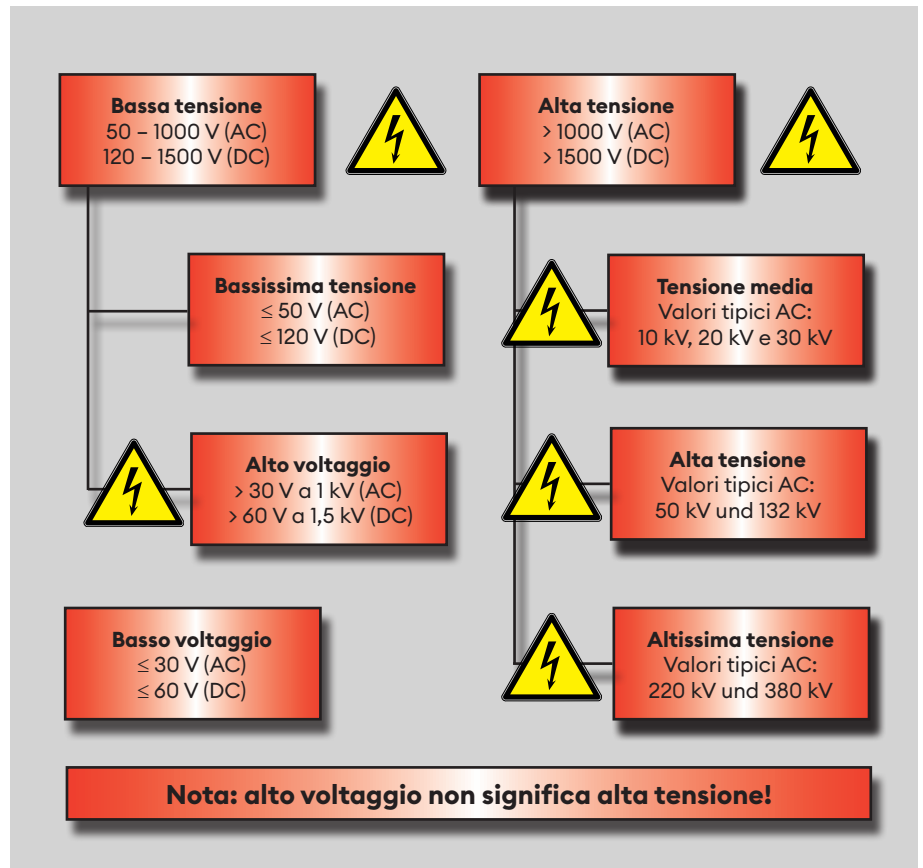 Bassa tensione
50 – 1000 V (AC)
120 – 1500 V (DC)
Bassissima tensione
≤ 50 V (AC)
≤ 120 V (DC)
Alto voltaggio
> 30 V a 1 kV (AC)
> 60 V a 1,5 kV (DC)
Basso voltaggio
≤ 30 V (AC)
≤ 60 V (DC)
Alta tensione
> 1000 V (AC)
> 1500 V (DC)
Tensione media
Valori tipici AC:
10 kV, 20 kV e 30 kV
Alta tensione
Valori tipici AC:
50 kV und 132 kV
Altissima tensione
Valori tipici AC:
220 kV und 380 kV
Nota: alto voltaggio non significa alta tensione!